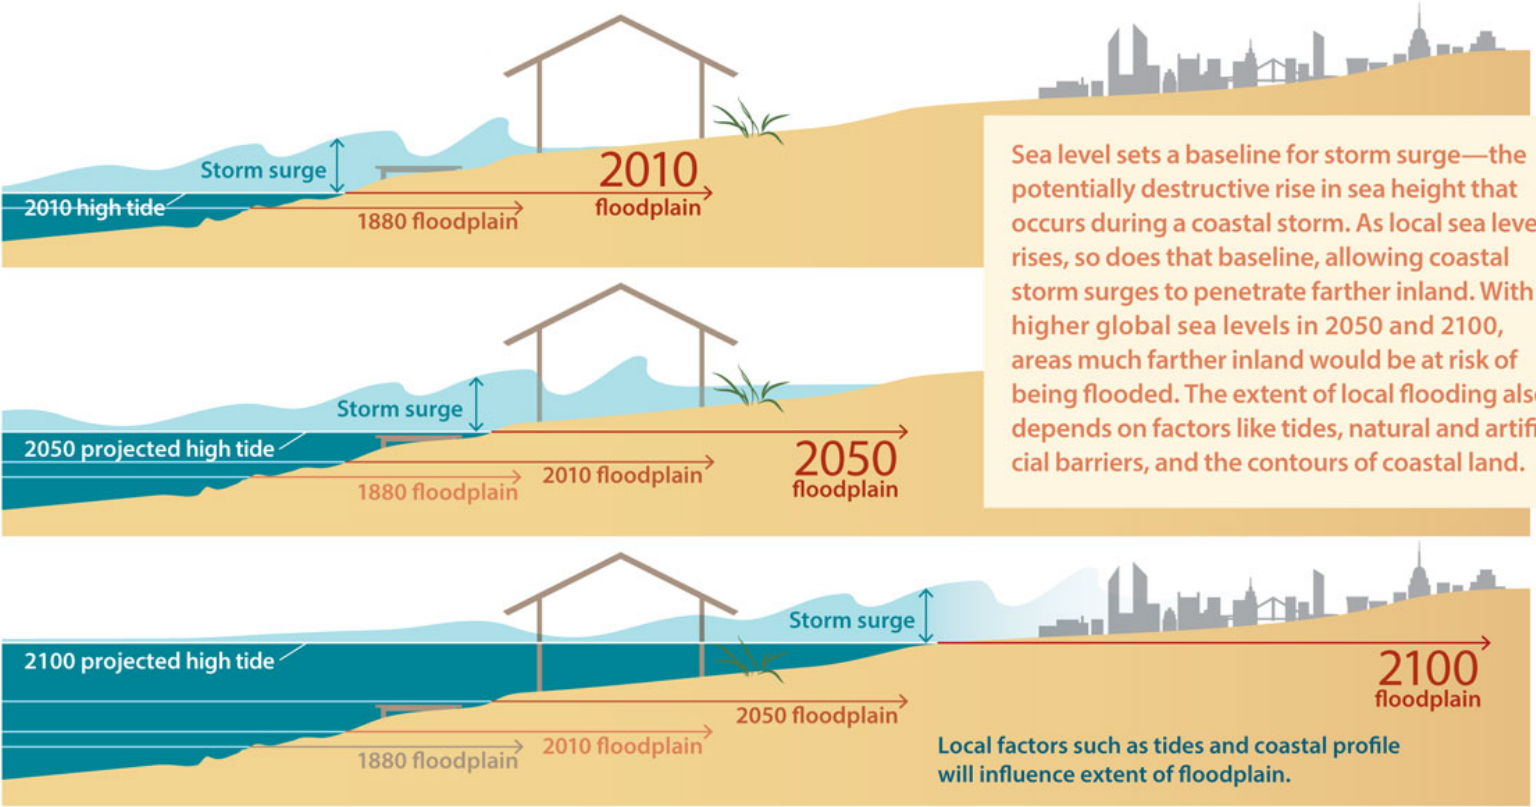 Storm surge
2010 high tide
1880 floodplain
2010
floodplain
Sea level sets a baseline for storm surge—the
potentially destructive rise in sea height that
occurs during a coastal storm. As local sea leve
rises, so does that baseline, allowing coastal
storm surges to penetrate farther inland. With
higher global sea levels in 2050 and 2100,
areas much farther inland would be at risk of
being flooded. The extent of local flooding als
depends on factors like tides, natural and artifi
cial barriers, and the contours of coastal land.
Storm surge
2050 projected high tide
1880 floodplain
2010 floodplain
2050
floodplain
Storm surge
2100 projected high tide
2100
floodplain
2050 floodplain
2010 floodplain
1880 floodplain
Local factors such as tides and coastal profile
will influence extent of floodplain.